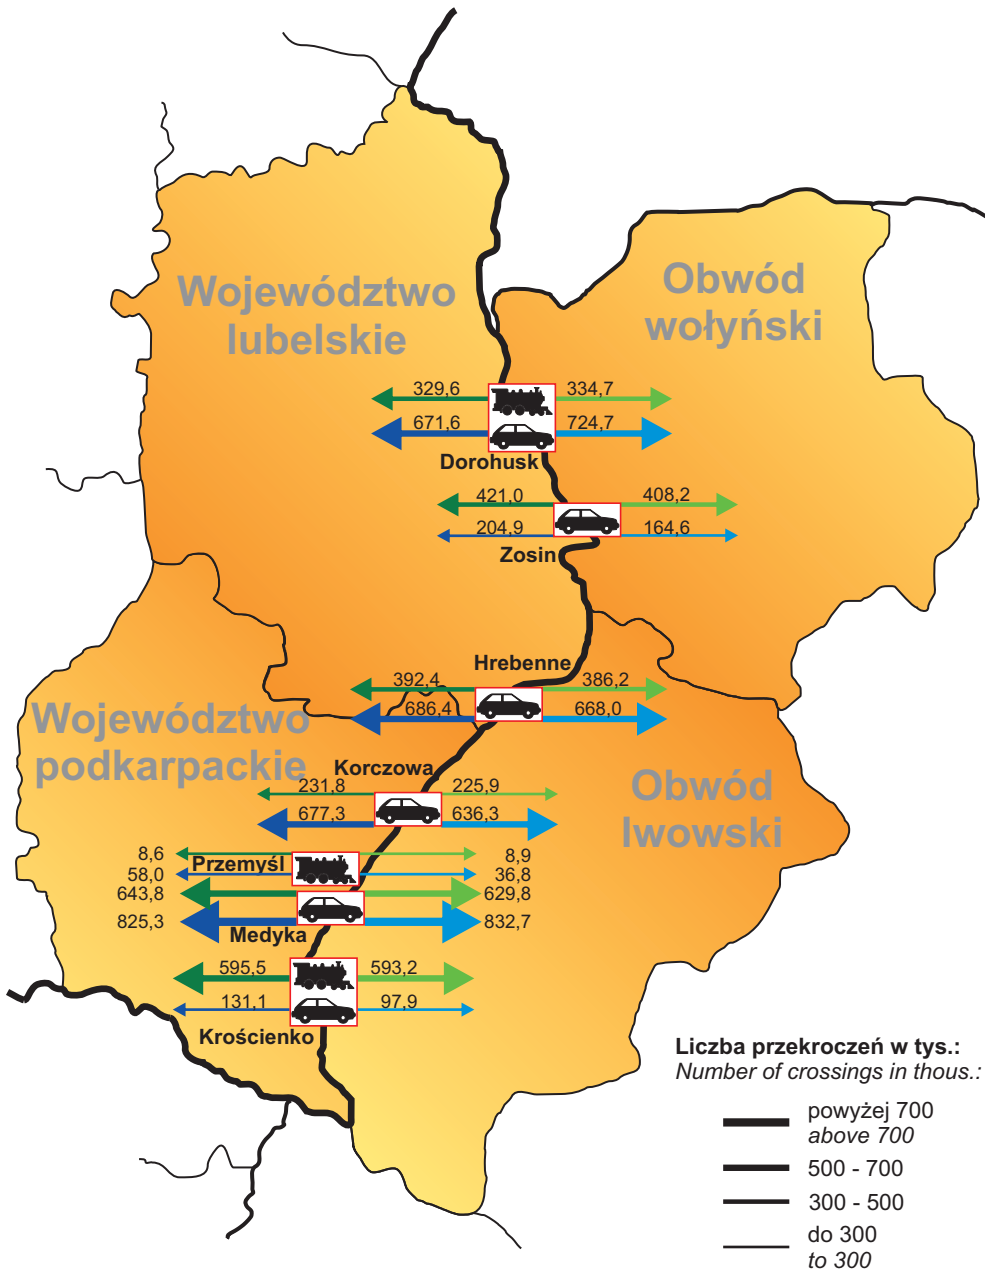 Województwo
lubelskie
Obwód
wołyński
329,6
334,7
671,6
724,7
Dorohusk
421,0
408,2
204,9
164,6
Zosin
Hrebenne
392,4
386,2
686,4
668,0
Województwo
podkarpackie
Obwód
lwowski
Korczowa
231,8
225,9
677,3
636,3
8,6
8,9
Przemyśl
58,0
36,8
643,8
629,8
825,3
832,7
Medyka
595,5
593,2
131,1
97,9
Krościenko
Liczba przekroczeń w tys.:
Number of crossings in thous.:
powyżej 700
above 700
500 - 700
300 - 500
do 300
to 300